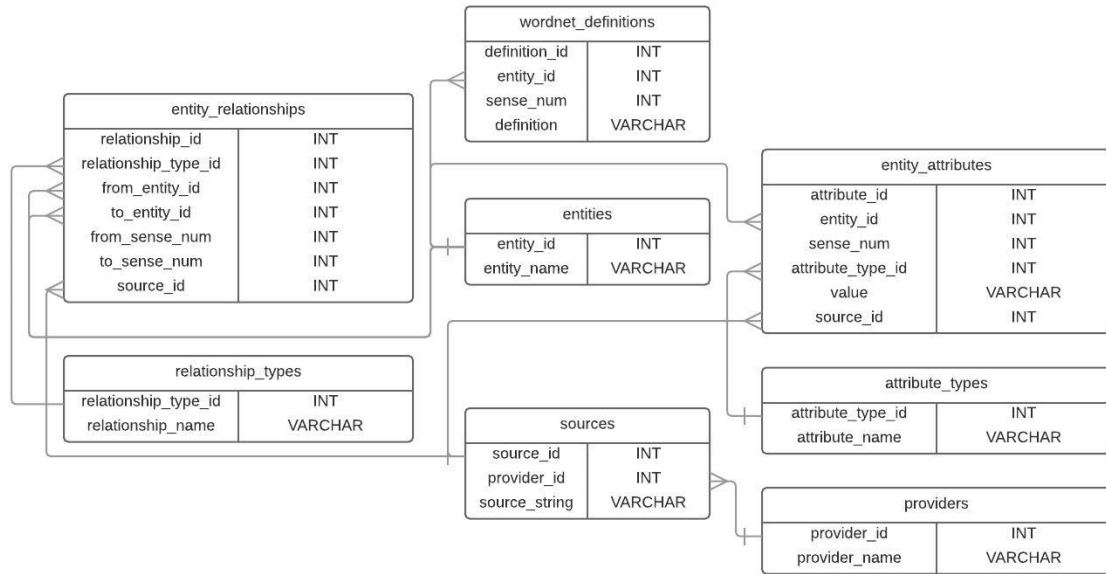 wordnet_definitions
definition_id INT
entity_id INT
sense_num INT
definition VARCHAR
entity_relationships
relationship_id INT
relationship_type_id INT
from_entity_id INT
to_entity_id INT
from_sense_num INT
to_sense_num INT
source_id INT
entity_attributes
attribute_id INT
entity_id INT
sense_num INT
attribute_type_id INT
value VARCHAR
source_id INT
entities
entity_id INT
entity_name VARCHAR
relationship_types
relationship_type_id INT
relationship_name VARCHAR
attribute_types
attribute_type_id INT
attribute_name VARCHAR
sources
source_id INT
provider_id INT
source_string VARCHAR
providers
provider_id INT
provider_name VARCHAR